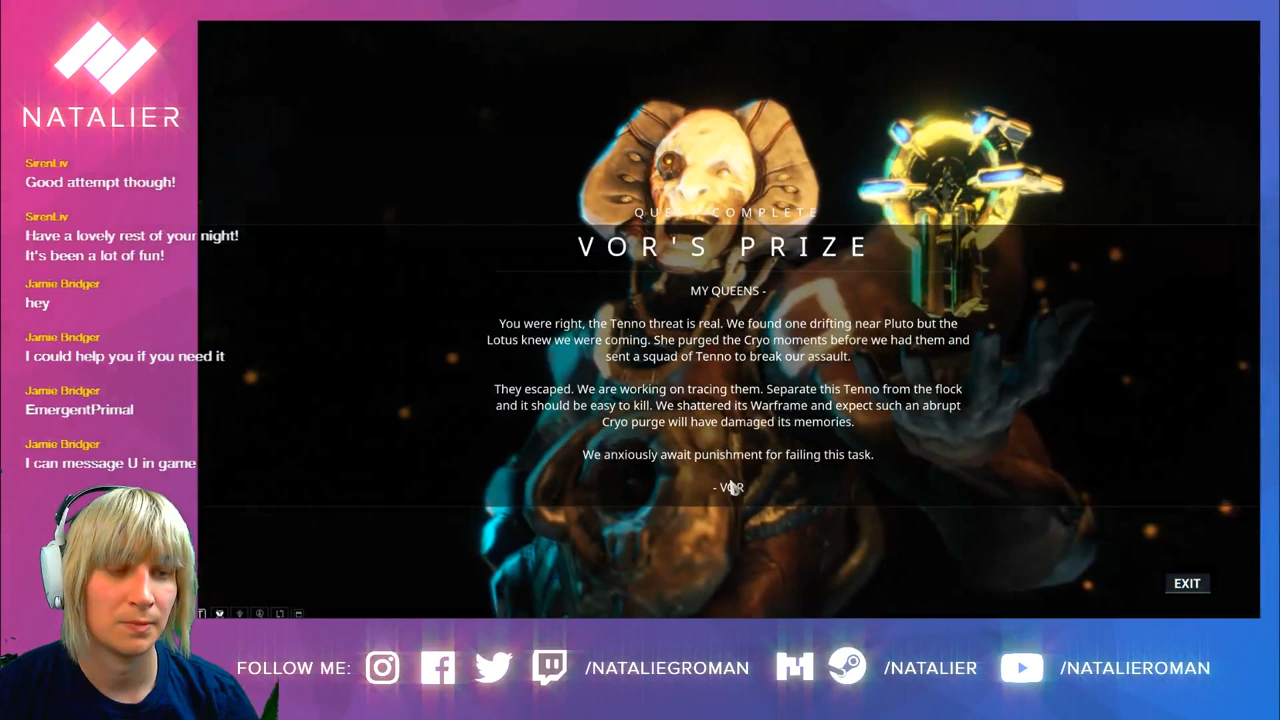 NATALIER
SirenLiv
Good attempt though!
SirenLiv
Have a lovely rest of your night!
It's been a lot of fun!
Jamie Bridger
hey
Jamie Bridger
I could help you if you need it
Jamie Bridger
EmergentPrimal
Jamie Bridger
I can message U in game
QUEST COMPLETE
VOR'S PRIZE
MY QUEENS -
You were right, the Tenno threat is real. We found one drifting near Pluto but the
Lotus knew we were coming. She purged the Cryo moments before we had them and
sent a squad of Tenno to break our assault.
They escaped. We are working on tracing them. Separate this Tenno from the flock
and it should be easy to kill. We shattered its Warframe and expect such an abrupt
Cryo purge will have damaged its memories.
We anxiously await punishment for failing this task.
- VOR
EXIT
FOLLOW ME:
/NATALIEGROMAN
/NATALIER
/NATALIEROMAN